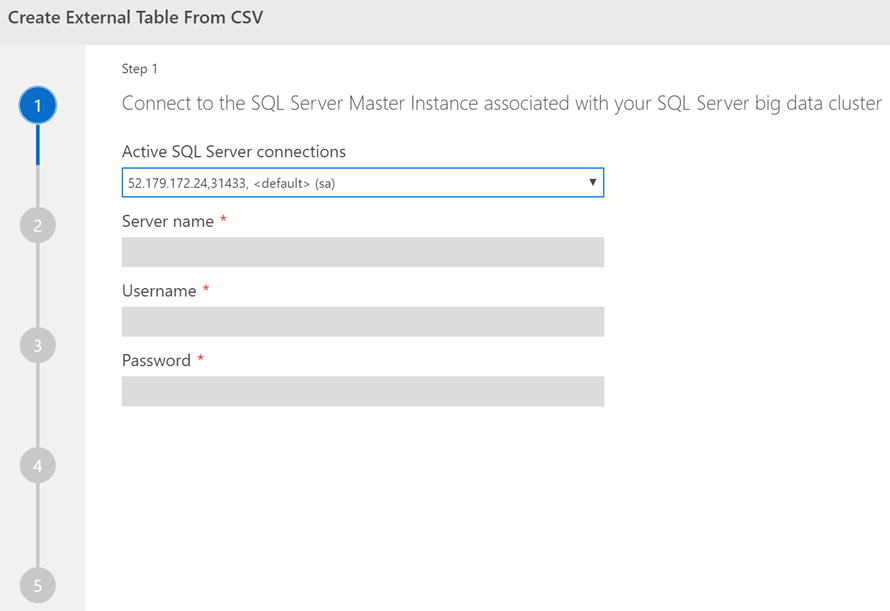 Create External Table From CSV
Step 1
1
Connect to the SQL Server Master Instance associated with your SQL Server big data cluster
Active SQL Server connections
52.179.172.24,31433, <default> (sa)
Server name *
2
Username *
3
Password *
4
5